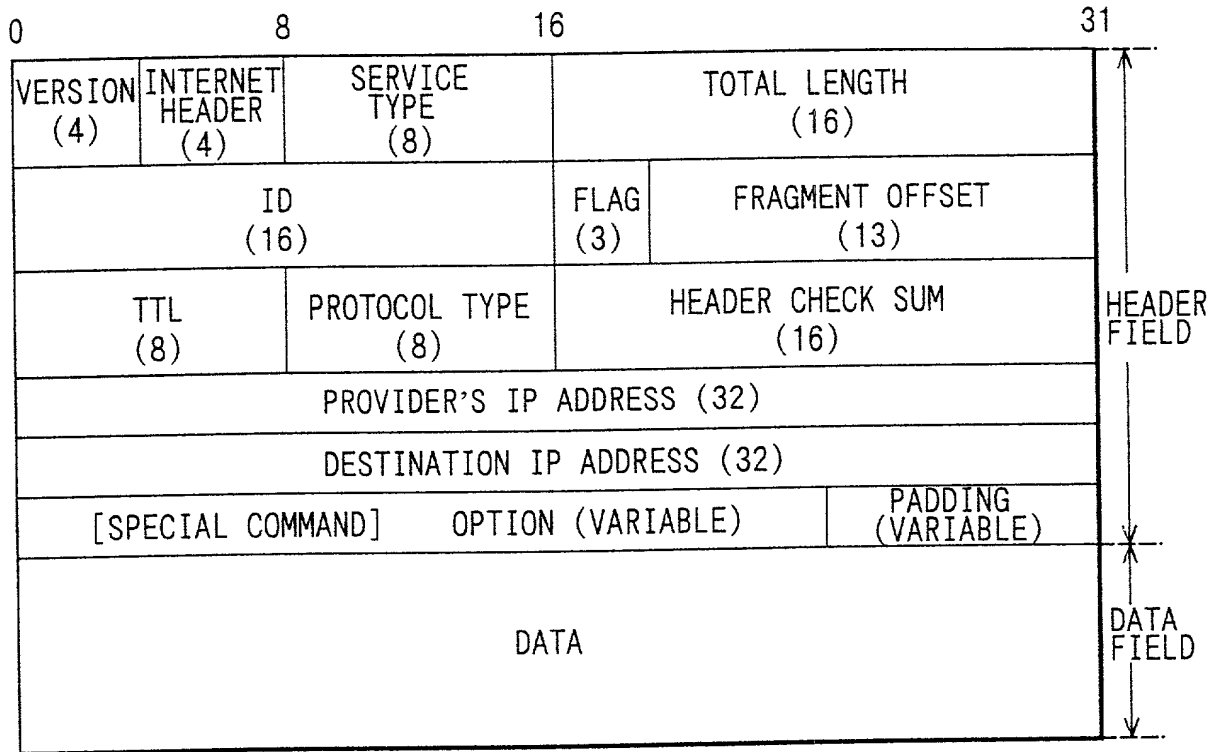 0 8 16 31
VERSION
(4)
INTERNET
HEADER
(4)
SERVICE
TYPE
(8)
TOTAL LENGTH
(16)
ID
(16)
FLAG
(3)
FRAGMENT OFFSET
(13)
TTL
(8)
PROTOCOL TYPE
(8)
HEADER CHECK SUM
(16)
HEADER
FIELD
PROVIDER'S IP ADDRESS (32)
DESTINATION IP ADDRESS (32)
[SPECIAL COMMAND] OPTION (VARIABLE)
PADDING
(VARIABLE)
DATA
DATA
FIELD